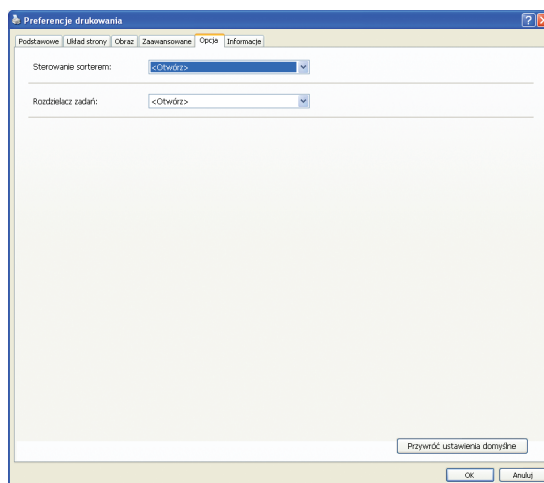 Preferencje drukowania
Podstawowe Układ strony Obraz Zaawansowane Opcja Informacje
Sterowanie sorterem: <Otwórz>
Rozdzielacz zadań: <Otwórz>
Przywróć ustawienia domyślne
OK Anuluj